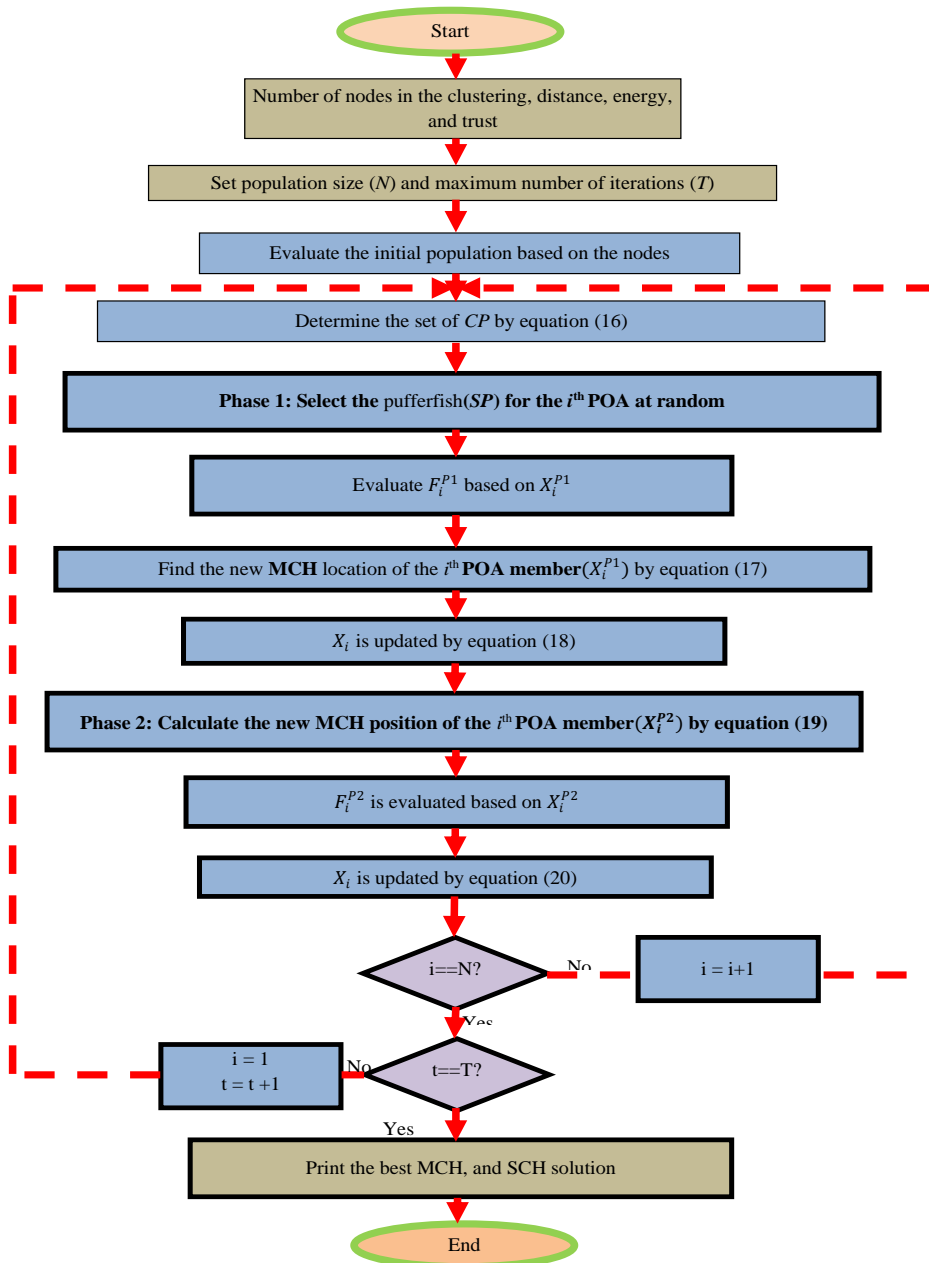 Start
Number of nodes in the clustering, distance, energy,
and trust
Set population size (N) and maximum number of iterations (T)
Evaluate the initial population based on the nodes
Determine the set of CP by equation (16)
Phase 1: Select the pufferfish(SP) for the iᵗʰ POA at random
Evaluate $F_i^{P1}$ based on $X_i^{P1}$
Find the new MCH location of the iᵗʰ POA member($X_i^{P1}$) by equation (17)
$X_i$ is updated by equation (18)
Phase 2: Calculate the new MCH position of the iᵗʰ POA member($X_i^{P2}$) by equation (19)
$F_i^{P2}$ is evaluated based on $X_i^{P2}$
$X_i$ is updated by equation (20)
i==N?
No
i = i+1
Yes
i = 1
t = t +1
No
t==T?
Yes
Print the best MCH, and SCH solution
End